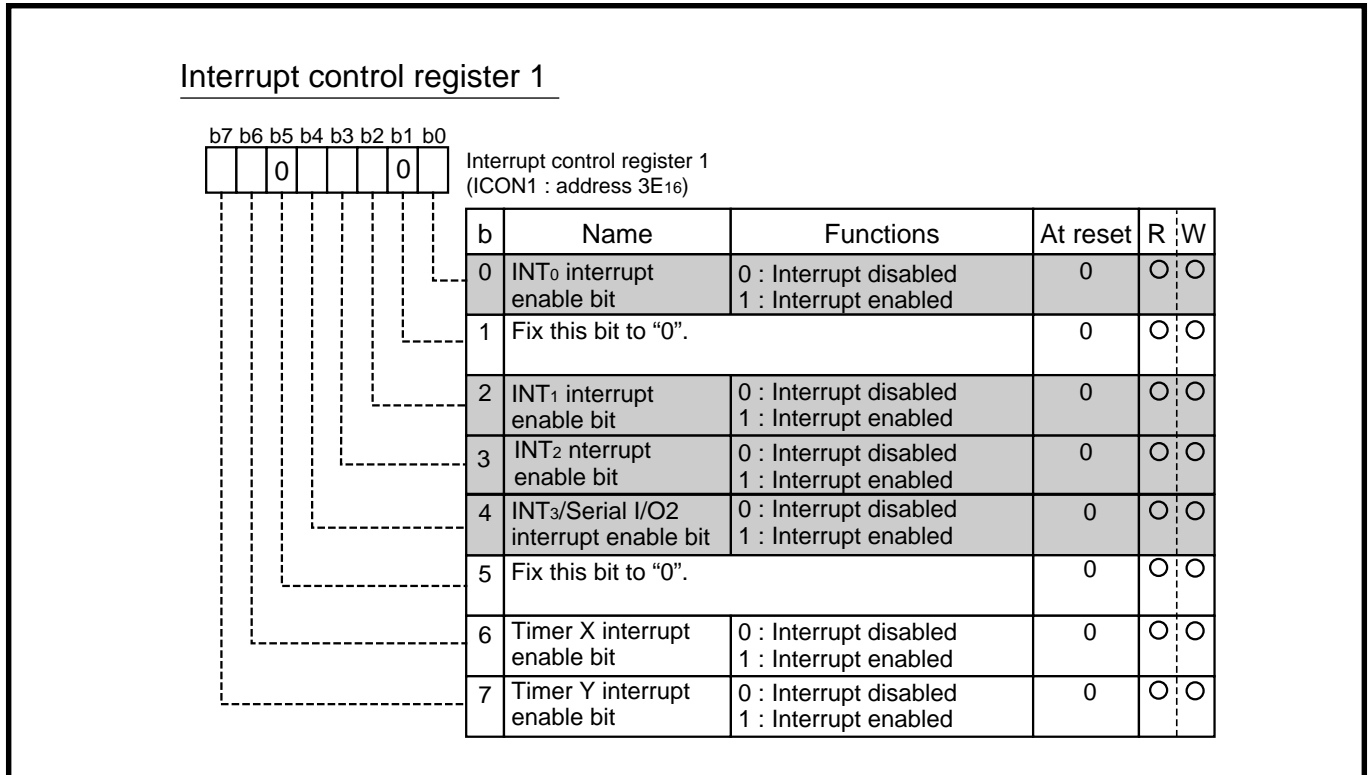 Interrupt control register 1
b7 b6 b5 b4 b3 b2 b1 b0
0 0
Interrupt control register 1
(ICON1 : address 3E16)
b Name Functions At reset R W
0 INT0 interrupt enable bit 0 : Interrupt disabled 1 : Interrupt enabled 0 O O
1 Fix this bit to “0”. 0 O O
2 INT1 interrupt enable bit 0 : Interrupt disabled 1 : Interrupt enabled 0 O O
3 INT2 nterrupt enable bit 0 : Interrupt disabled 1 : Interrupt enabled 0 O O
4 INT3/Serial I/O2 interrupt enable bit 0 : Interrupt disabled 1 : Interrupt enabled 0 O O
5 Fix this bit to “0”. 0 O O
6 Timer X interrupt enable bit 0 : Interrupt disabled 1 : Interrupt enabled 0 O O
7 Timer Y interrupt enable bit 0 : Interrupt disabled 1 : Interrupt enabled 0 O O